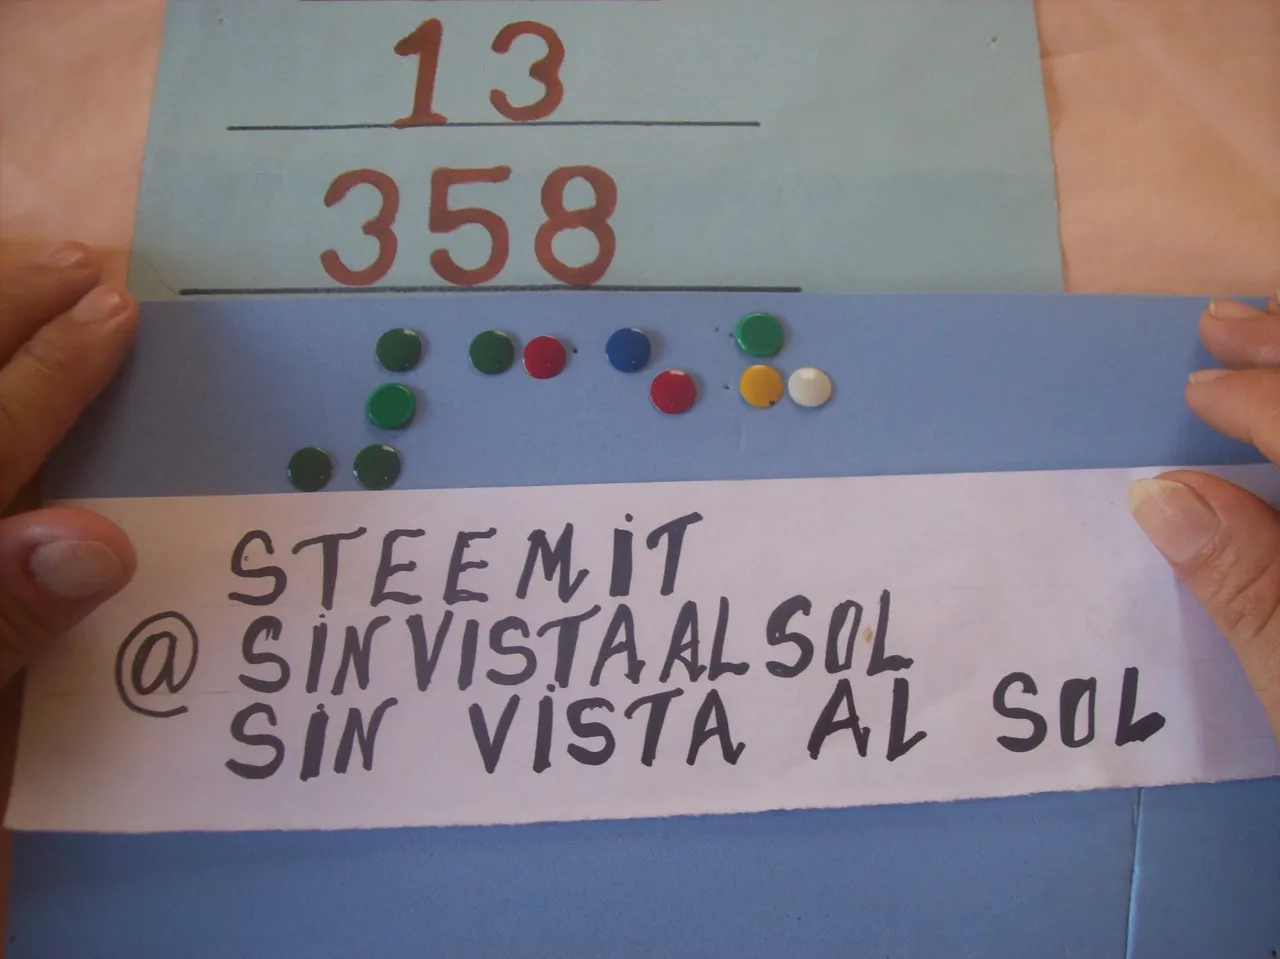 13
358
STEEMiT
@SiNVISTAALSOL
SiN ViSTA AL SOL